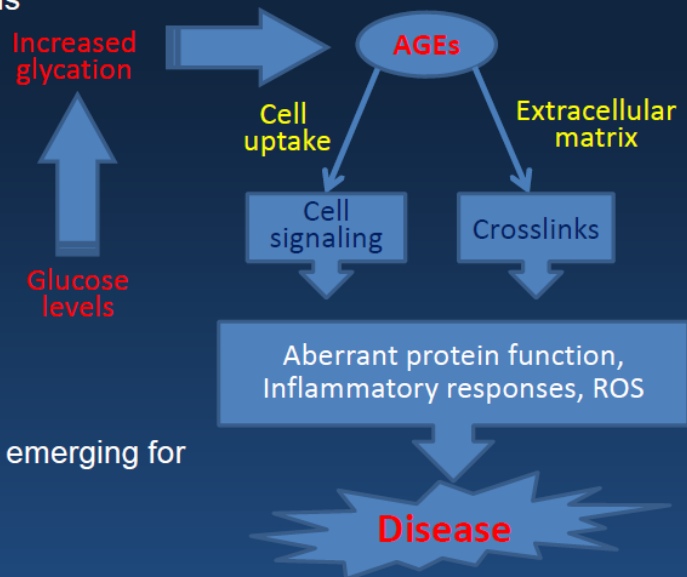 Increased
glycation
AGEs
Cell
uptake
Extracellular
matrix
Cell
signaling
Crosslinks
Glucose
levels
Aberrant protein function,
Inflammatory responses, ROS
emerging for
Disease